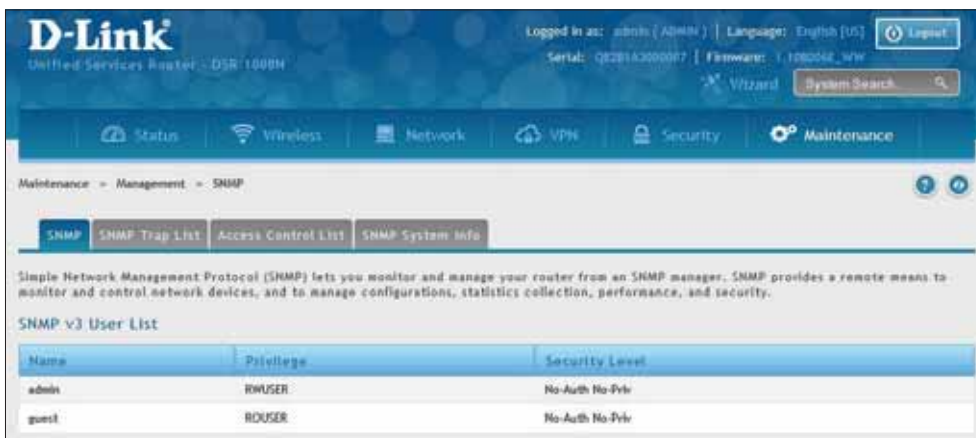 D-Link
Logged in as: admin ( ADMIN ) | Language: English [US]
Logout
Unified Services Router - DSR-1000N
Serial: | Firmware:
Wizard
System Search..
Status
Wireless
Network
VPN
Security
Maintenance
Maintenance » Management » SNMP
SNMP
SNMP Trap List
Access Control List
SNMP System Info
Simple Network Management Protocol (SNMP) lets you monitor and manage your router from an SNMP manager. SNMP provides a remote means to
monitor and control network devices, and to manage configurations, statistics collection, performance, and security.
SNMP v3 User List
Name Privilege Security Level
admin RWUSER No-Auth No-Priv
guest ROUSER No-Auth No-Priv